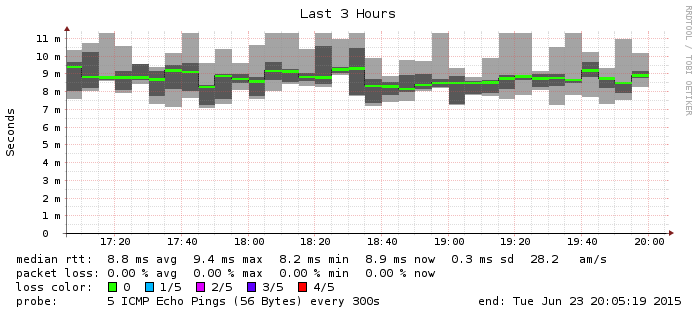 Last 3 Hours
RRDTOOL / TOBI OETIKER
Seconds
11 m
10 m
9 m
8 m
7 m
6 m
5 m
4 m
3 m
2 m
1 m
0
17:20 17:40 18:00 18:20 18:40 19:00 19:20 19:40 20:00
median rtt: 8.8 ms avg 9.4 ms max 8.2 ms min 8.9 ms now 0.3 ms sd 28.2 am/s
packet loss: 0.00 % avg 0.00 % max 0.00 % min 0.00 % now
loss color: 0 1/5 2/5 3/5 4/5
probe: 5 ICMP Echo Pings (56 Bytes) every 300s end: Tue Jun 23 20:05:19 2015